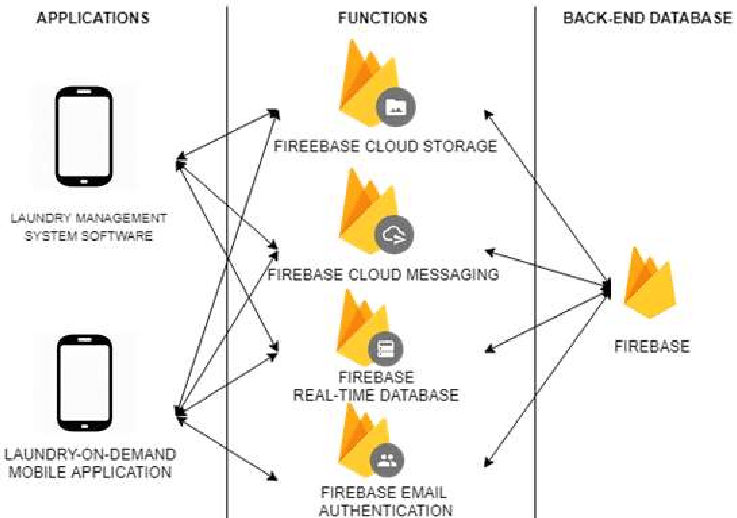 APPLICATIONS
FUNCTIONS
BACK-END DATABASE
FIREEBASE CLOUD STORAGE
LAUNDRY MANAGEMENT
SYSTEM SOFTWARE
FIREBASE CLOUD MESSAGING
FIREBASE
FIREBASE
REAL-TIME DATABASE
LAUNDRY-ON-DEMAND
MOBILE APPLICATION
FIREBASE EMAIL
AUTHENTICATION